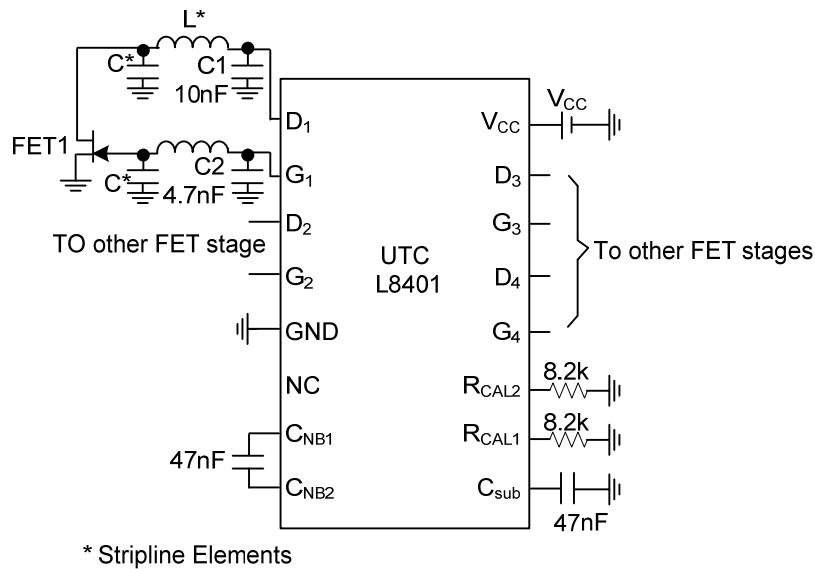 L*
C*
C1
10nF
FET1
C*
C2
4.7nF
D1
G1
D2
TO other FET stage
G2
GND
NC
CNB1
47nF
CNB2
UTC
L8401
VCC
VCC
D3
G3
To other FET stages
D4
G4
RCAL2
8.2k
RCAL1
8.2k
Csub
47nF
* Stripline Elements